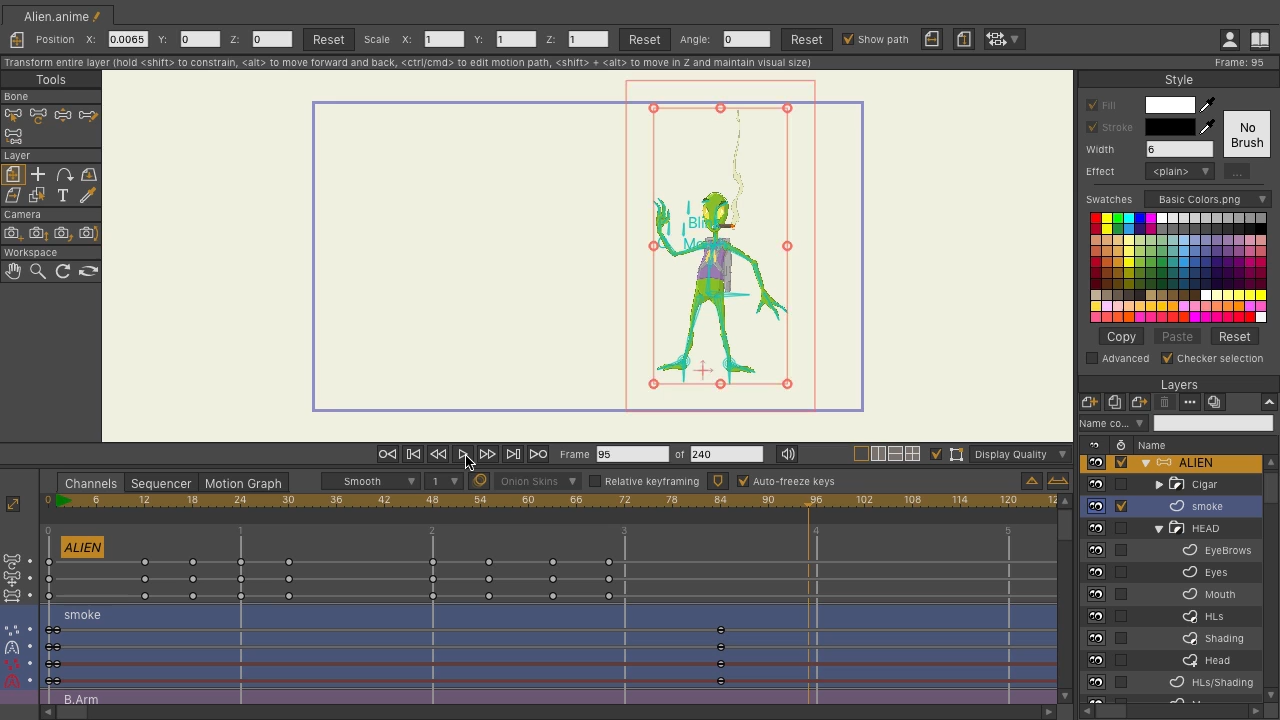 Alien.anime
Position X: 0.0065 Y: 0 Z: 0 Reset Scale X: 1 Y: 1 Z: 1 Reset Angle: 0 Reset Show path
Transform entire layer (hold <shift> to constrain, <alt> to move forward and back, <ctrl/cmd> to edit motion path, <shift> + <alt> to move in Z and maintain visual size) Frame: 95
Tools
Bone
Layer
T
Camera
Workspace
Style
Fill
Stroke
No Brush
Width 6
Effect <plain> ...
Swatches Basic Colors.png
Copy Paste Reset
Advanced Checker selection
Layers
Name co...
Name
ALIEN
Cigar
smoke
HEAD
EyeBrows
Eyes
Mouth
HLs
Shading
Head
HLs/Shading
Frame 95 of 240 Display Quality
Channels Sequencer Motion Graph Smooth 1 Onion Skins Relative keyframing Auto-freeze keys
0 6 12 18 24 30 36 42 48 54 60 66 72 78 84 90 96 102 108 114 120
0 1 2 3 4 5
ALIEN
smoke
B.Arm